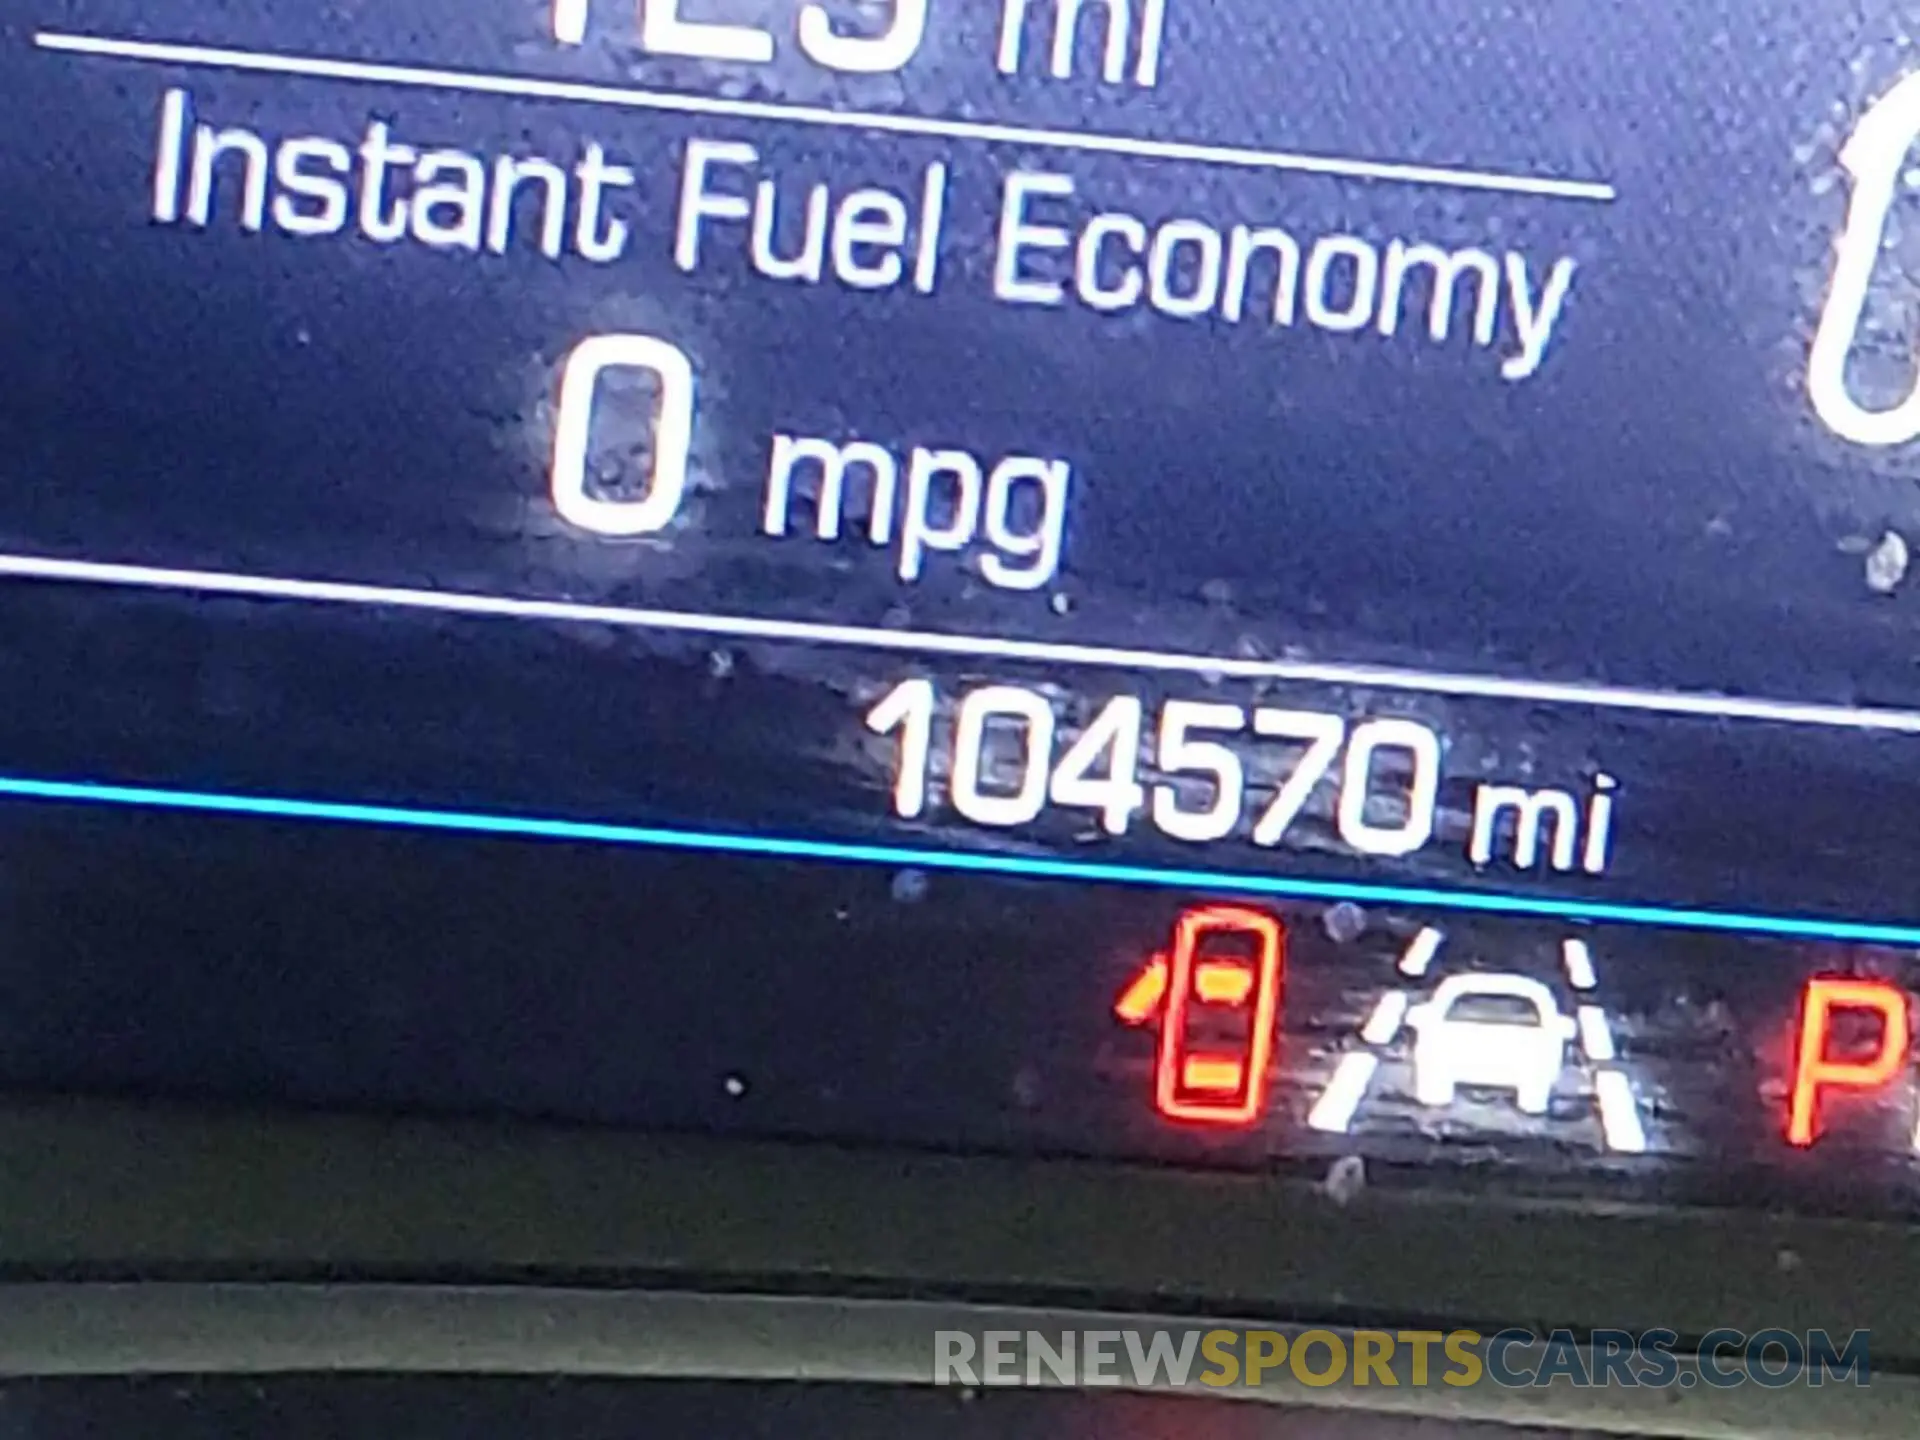 mi
Instant Fuel Economy
0 mpg
104570 mi
P
RENEWSPORTSCARS.COM